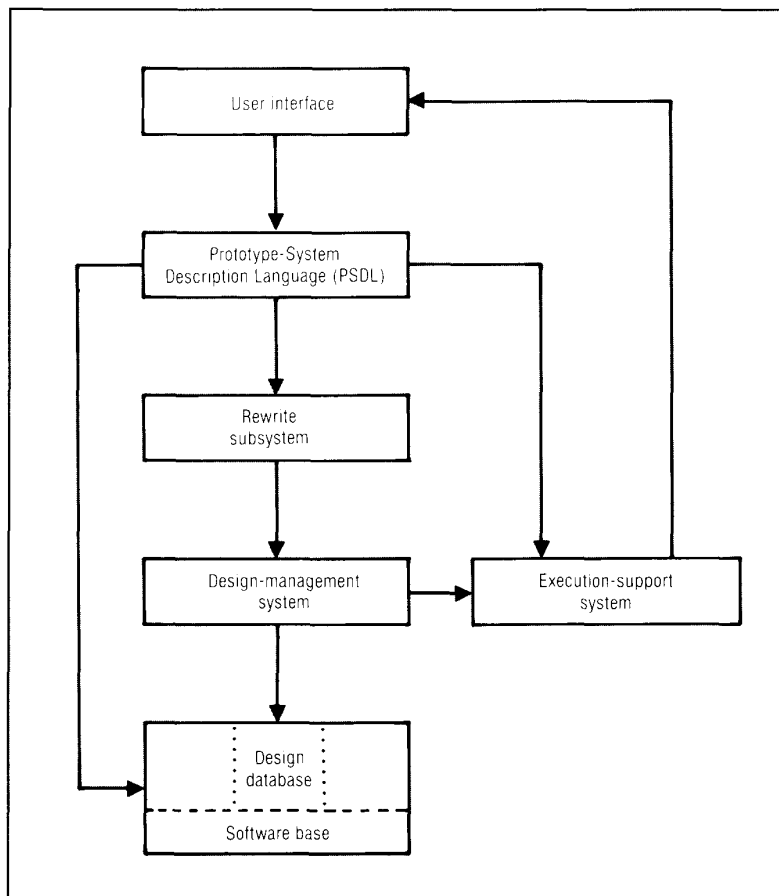 User interface
Prototype-System
Description Language (PSDL)
Rewrite
subsystem
Design-management
system
Execution-support
system
Design
database
Software base